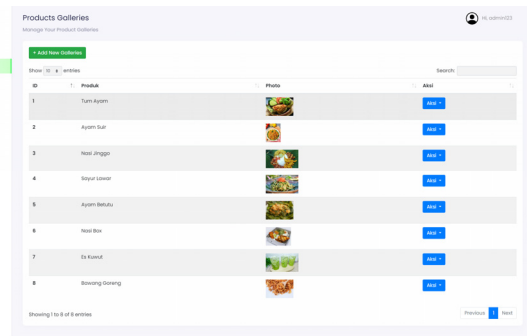 Products Galleries
Hi, admin123
Manage Your Product Galleries
+ Add New Galleries
Show 10 entries
Search:
ID Produk Photo Aksi
1 Tum Ayam Aksi
2 Ayam Suir Aksi
3 Nasi Jinggo Aksi
4 Sayur Lawar Aksi
5 Ayam Betutu Aksi
6 Nasi Box Aksi
7 Es Kuwut Aksi
8 Bawang Goreng Aksi
Showing 1 to 8 of 8 entries
Previous 1 Next